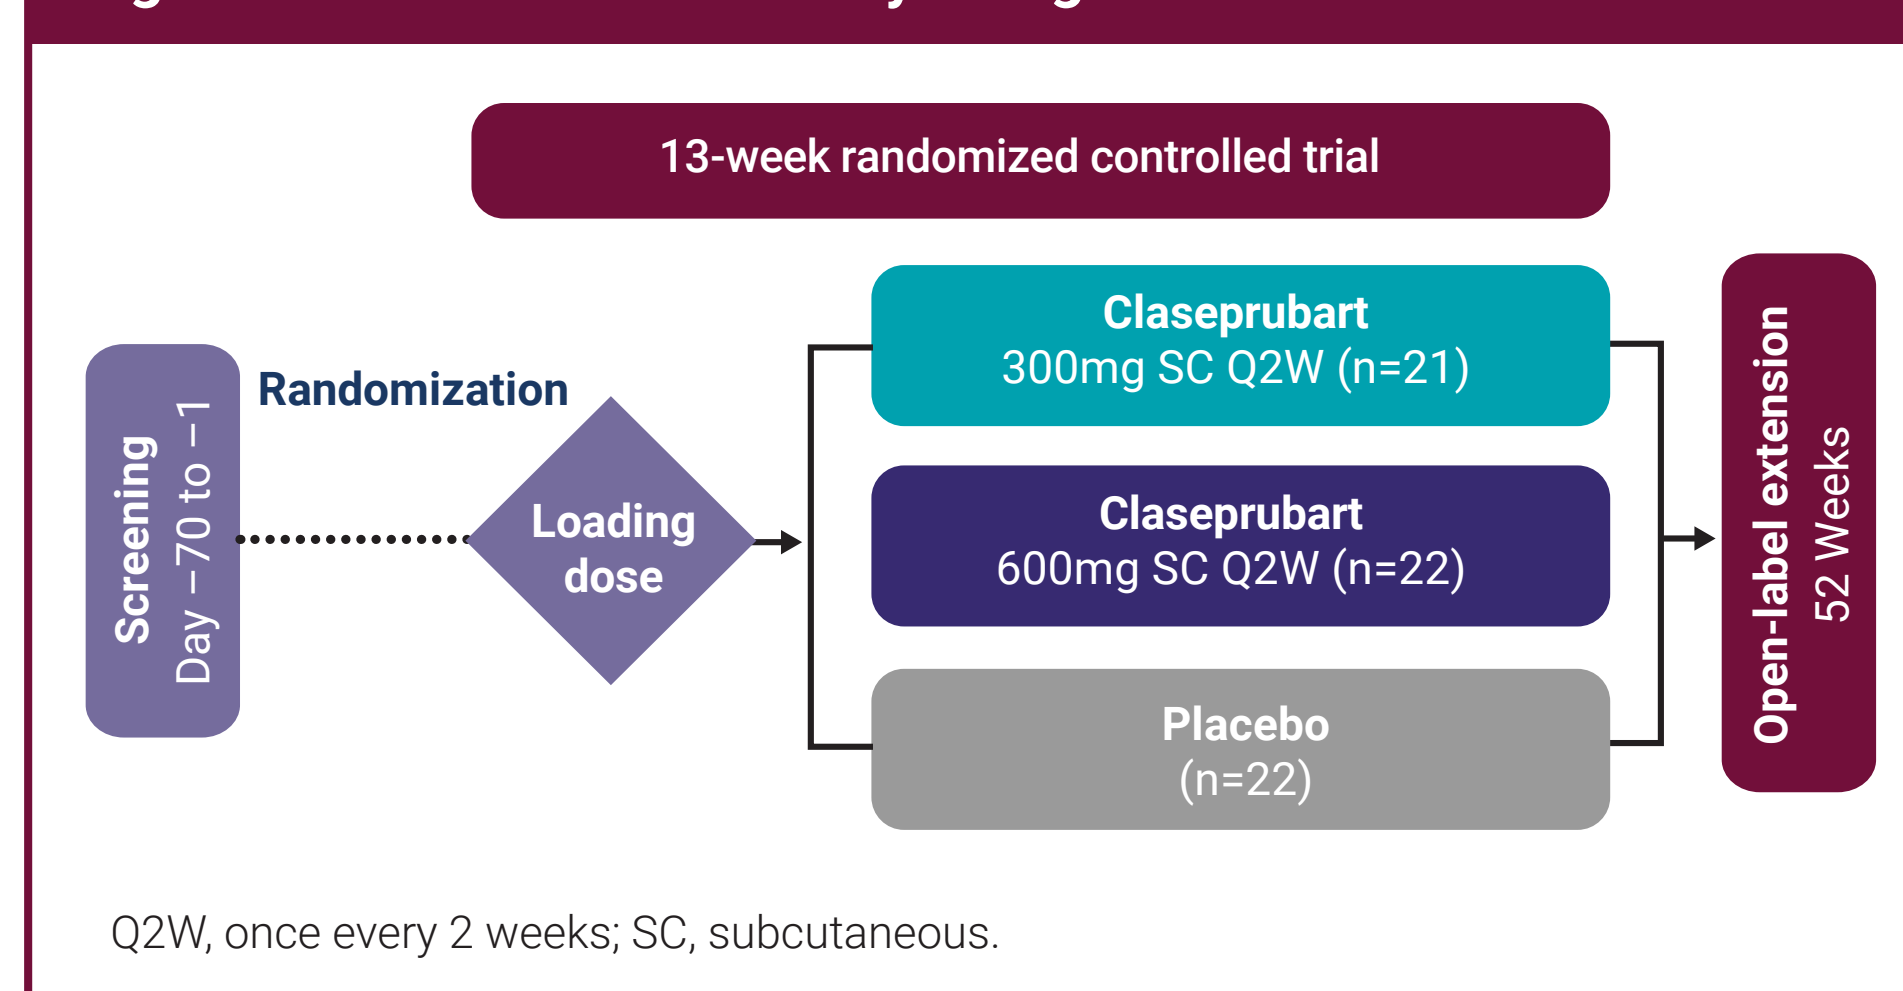 13-week randomized controlled trial
Screening
Day −70 to −1
Randomization
Loading
dose
Claseprubart
300mg SC Q2W (n=21)
Claseprubart
600mg SC Q2W (n=22)
Placebo
(n=22)
Open-label extension
52 Weeks
Q2W, once every 2 weeks; SC, subcutaneous.